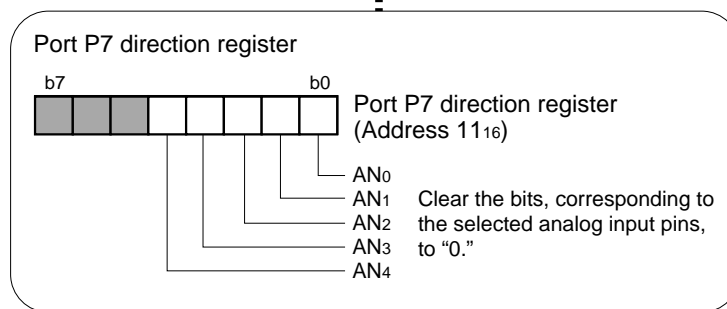 Port P7 direction register
b7 b0
Port P7 direction register
(Address 11₁₆)
AN₀
AN₁ Clear the bits, corresponding to
AN₂ the selected analog input pins,
AN₃ to “0.”
AN₄